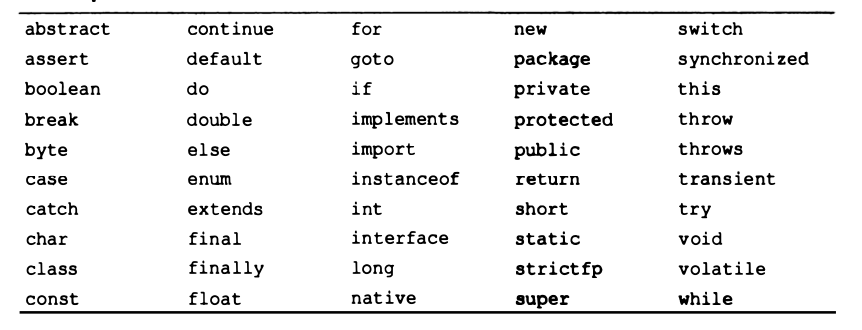 abstract continue for new switch
assert default goto package synchronized
boolean do if private this
break double implements protected throw
byte else import public throws
case enum instanceof return transient
catch extends int short try
char final interface static void
class finally long strictfp volatile
const float native super while